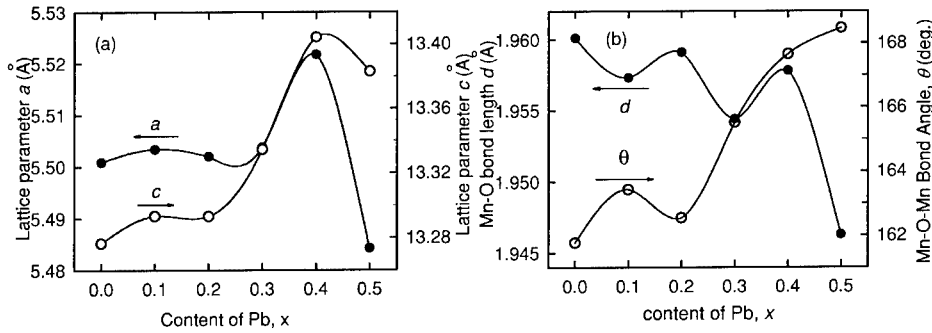 (a)
Lattice parameter a (Å)
5.53
5.52
5.51
5.50
5.49
5.48
a
c
13.40
13.36
13.32
13.28
Lattice parameter c (Å)
0.0 0.1 0.2 0.3 0.4 0.5
Content of Pb, x
(b)
Mn-O bond length d (Å)
1.960
1.955
1.950
1.945
d
θ
168
166
164
162
Mn-O-Mn Bond Angle, θ (deg.)
0.0 0.1 0.2 0.3 0.4 0.5
content of Pb, x